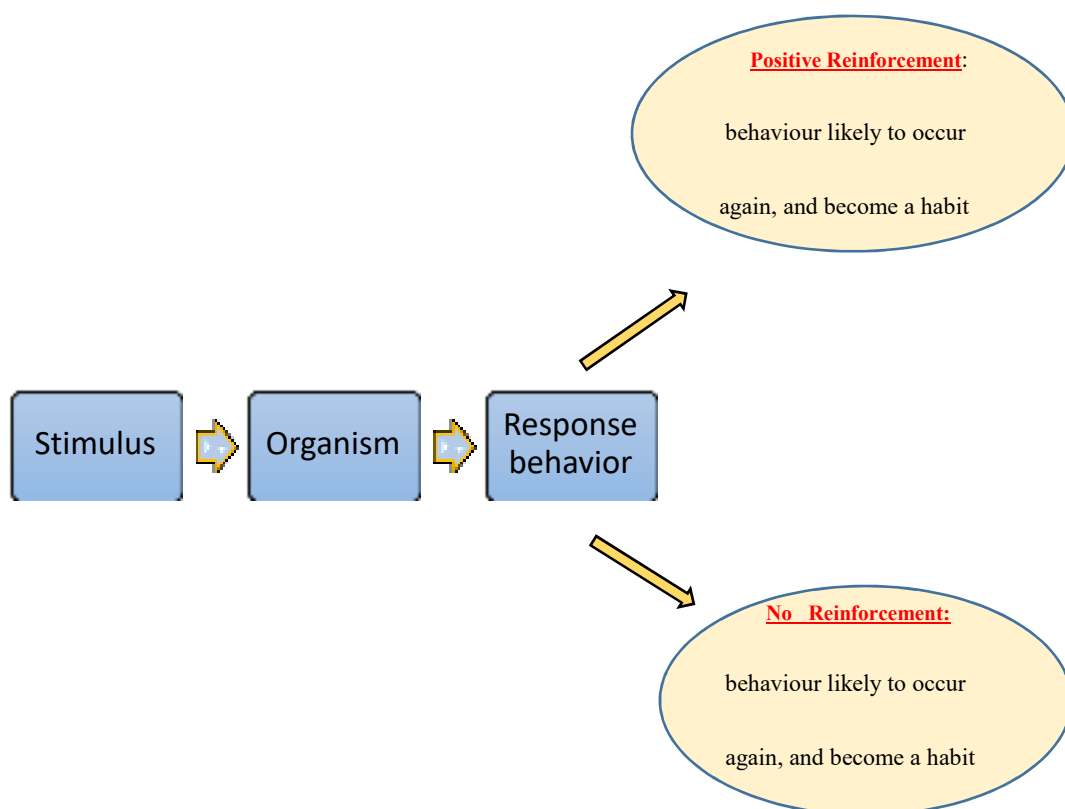 Positive Reinforcement:
behaviour likely to occur
again, and become a habit
Stimulus
Organism
Response
behavior
No Reinforcement:
behaviour likely to occur
again, and become a habit